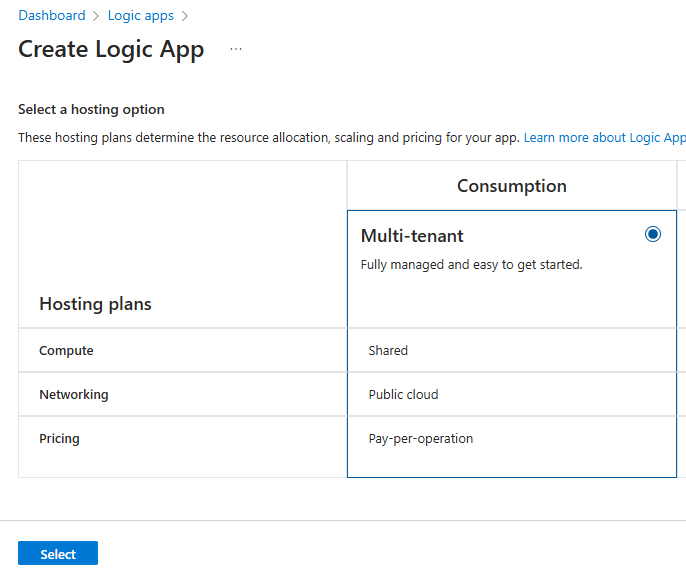 Dashboard > Logic apps >
Create Logic App ...
Select a hosting option
These hosting plans determine the resource allocation, scaling and pricing for your app. Learn more about Logic App
Consumption
Multi-tenant
Fully managed and easy to get started.
Hosting plans
Compute Shared
Networking Public cloud
Pricing Pay-per-operation
Select